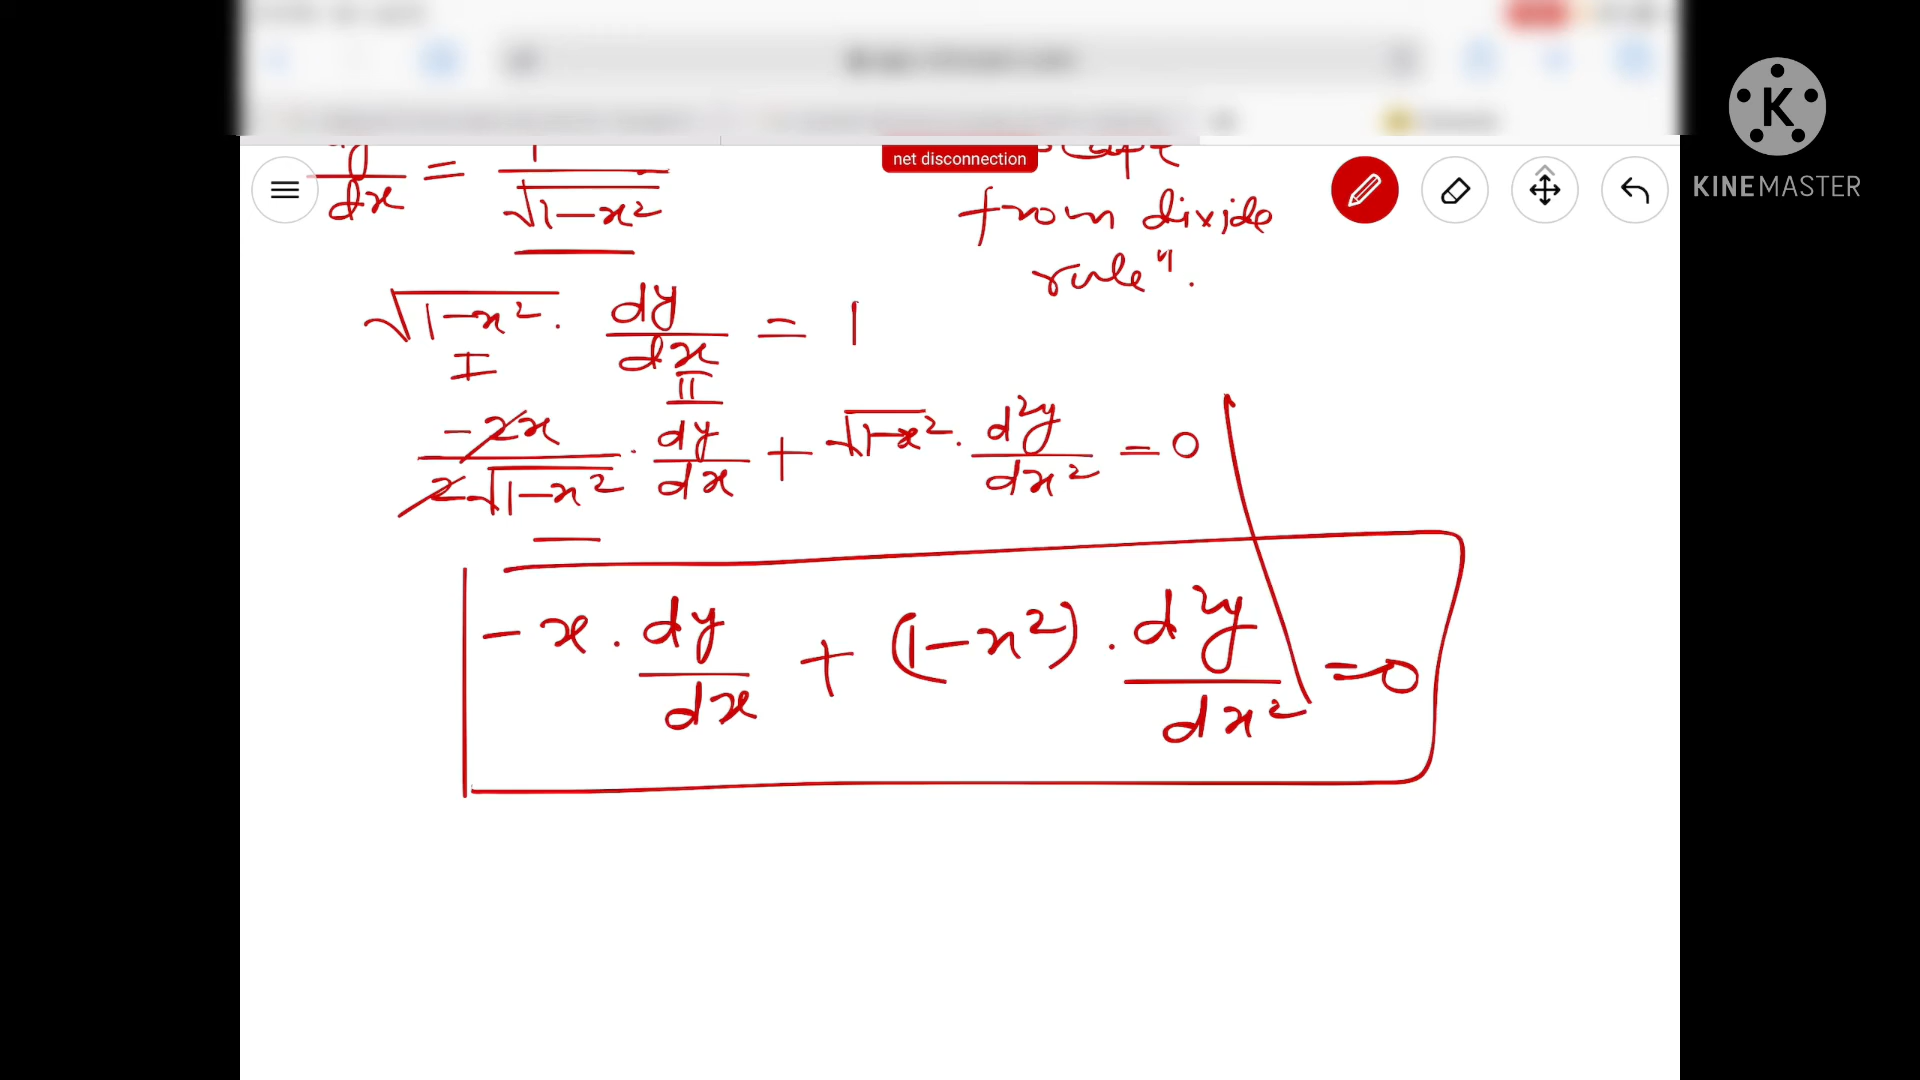 net disconnection
KINEMASTER
dy/dx = 1/√(1-x²)
from divide
rule".
√(1-x²) . dy/dx = 1
I II
-2x/2√(1-x²) . dy/dx + √(1-x²) . d²y/dx² = 0
-x . dy/dx + (1-x²) . d²y/dx² = 0